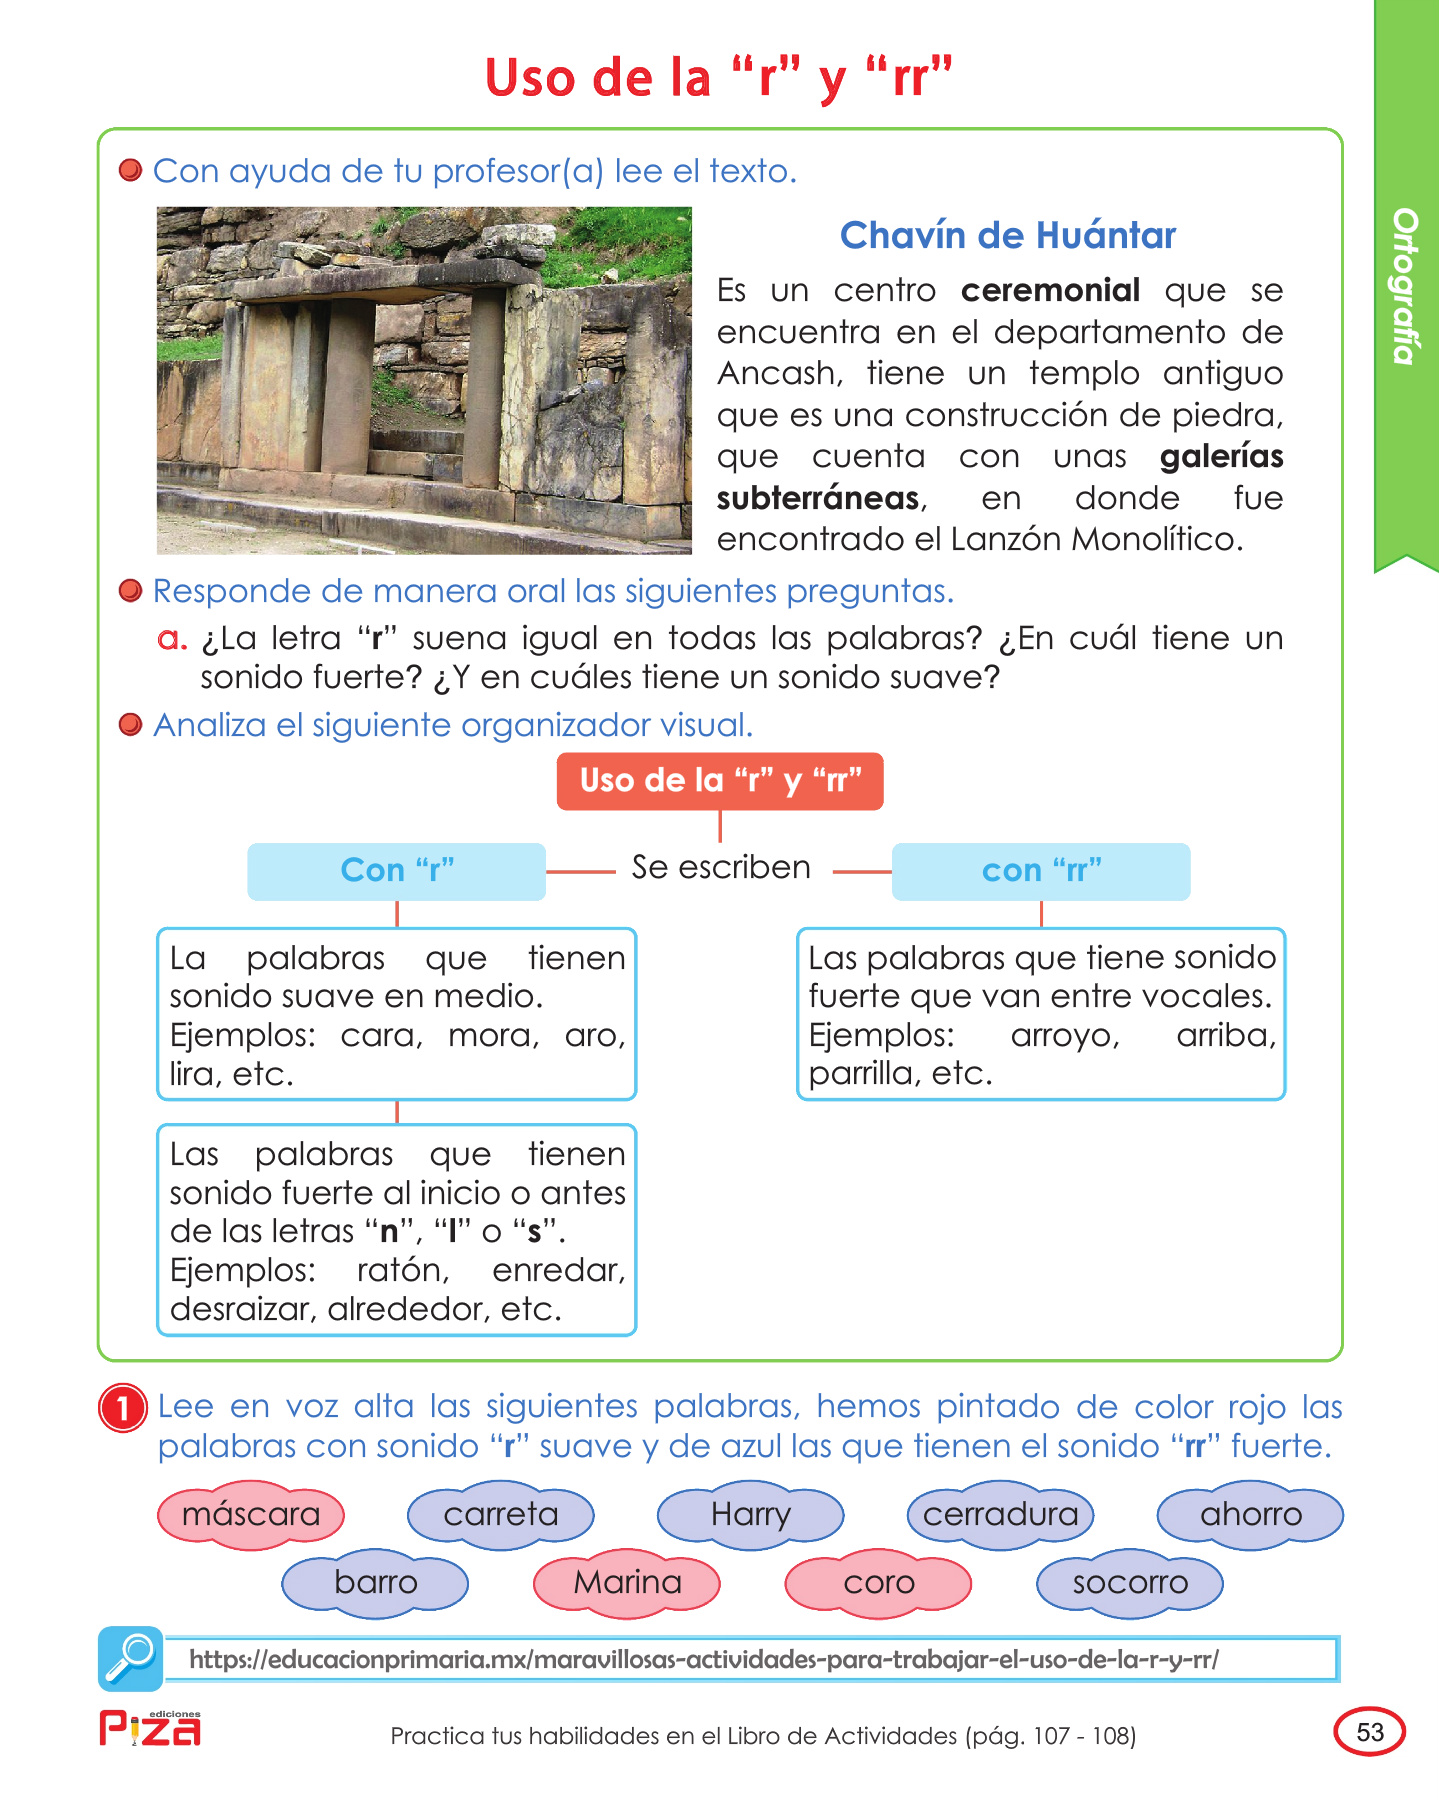 Uso de la “r” y “rr”
Ortografía
Con ayuda de tu profesor(a) lee el texto.
Chavín de Huántar
Es un centro ceremonial que se
encuentra en el departamento de
Ancash, tiene un templo antiguo
que es una construcción de piedra,
que cuenta con unas galerías
subterráneas, en donde fue
encontrado el Lanzón Monolítico.
Responde de manera oral las siguientes preguntas.
a. ¿La letra “r” suena igual en todas las palabras? ¿En cuál tiene un
sonido fuerte? ¿Y en cuáles tiene un sonido suave?
Analiza el siguiente organizador visual.
Uso de la “r” y “rr”
Con “r”
Se escriben
con “rr”
La palabras que tienen
sonido suave en medio.
Ejemplos: cara, mora, aro,
lira, etc.
Las palabras que tiene sonido
fuerte que van entre vocales.
Ejemplos: arroyo, arriba,
parrilla, etc.
Las palabras que tienen
sonido fuerte al inicio o antes
de las letras “n”, “l” o “s”.
Ejemplos: ratón, enredar,
desraizar, alrededor, etc.
1 Lee en voz alta las siguientes palabras, hemos pintado de color rojo las
palabras con sonido “r” suave y de azul las que tienen el sonido “rr” fuerte.
máscara carreta Harry cerradura ahorro
barro Marina coro socorro
https://educacionprimaria.mx/maravillosas-actividades-para-trabajar-el-uso-de-la-r-y-rr/
ediciones
Piza
Practica tus habilidades en el Libro de Actividades (pág. 107 - 108)
53